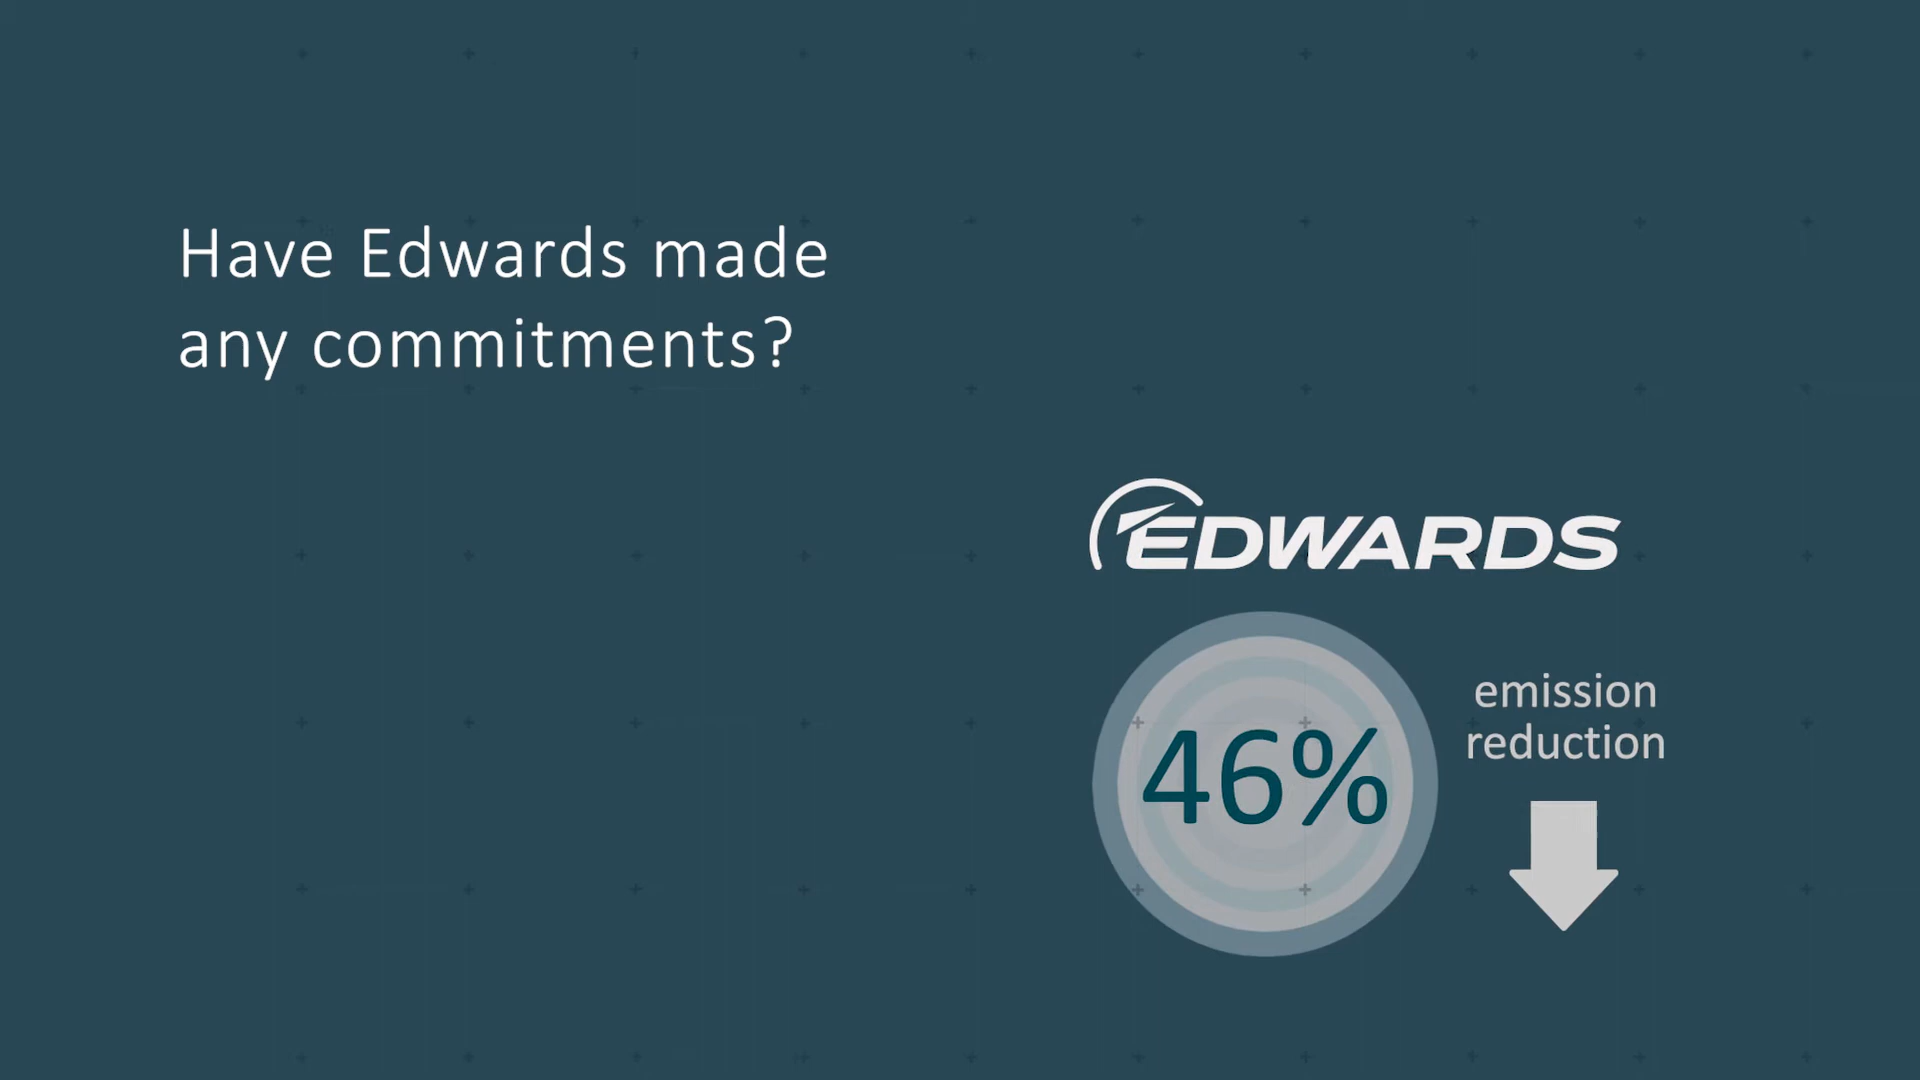 Have Edwards made
any commitments?
EDWARDS
46%
emission
reduction